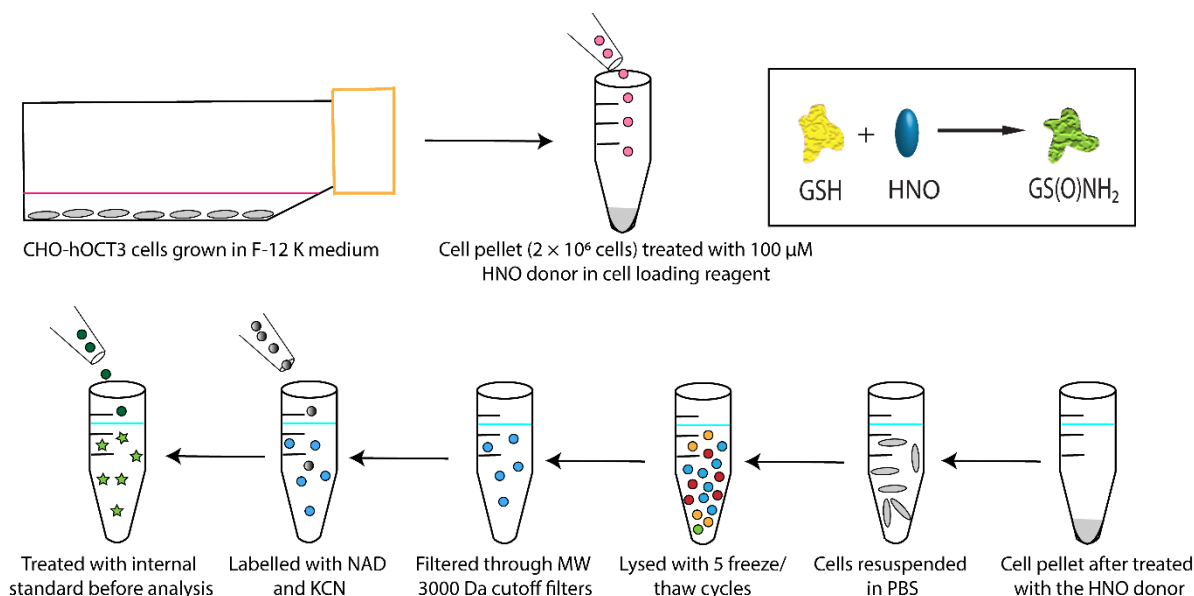 GSH + HNO GS(O)NH₂
CHO-hOCT3 cells grown in F-12 K medium
Cell pellet (2 × 10⁶ cells) treated with 100 µM
HNO donor in cell loading reagent
Treated with internal
standard before analysis
Labelled with NAD
and KCN
Filtered through MW
3000 Da cutoff filters
Lysed with 5 freeze/
thaw cycles
Cells resuspended
in PBS
Cell pellet after treated
with the HNO donor